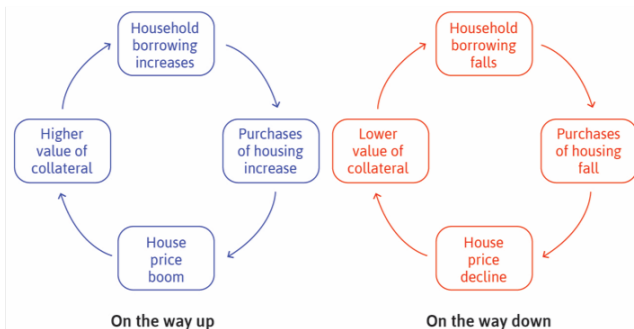 Household
borrowing
increases
Higher
value of
collateral
Purchases
of housing
increase
House
price
boom
On the way up
Household
borrowing
falls
Lower
value of
collateral
Purchases
of housing
fall
House
price
decline
On the way down